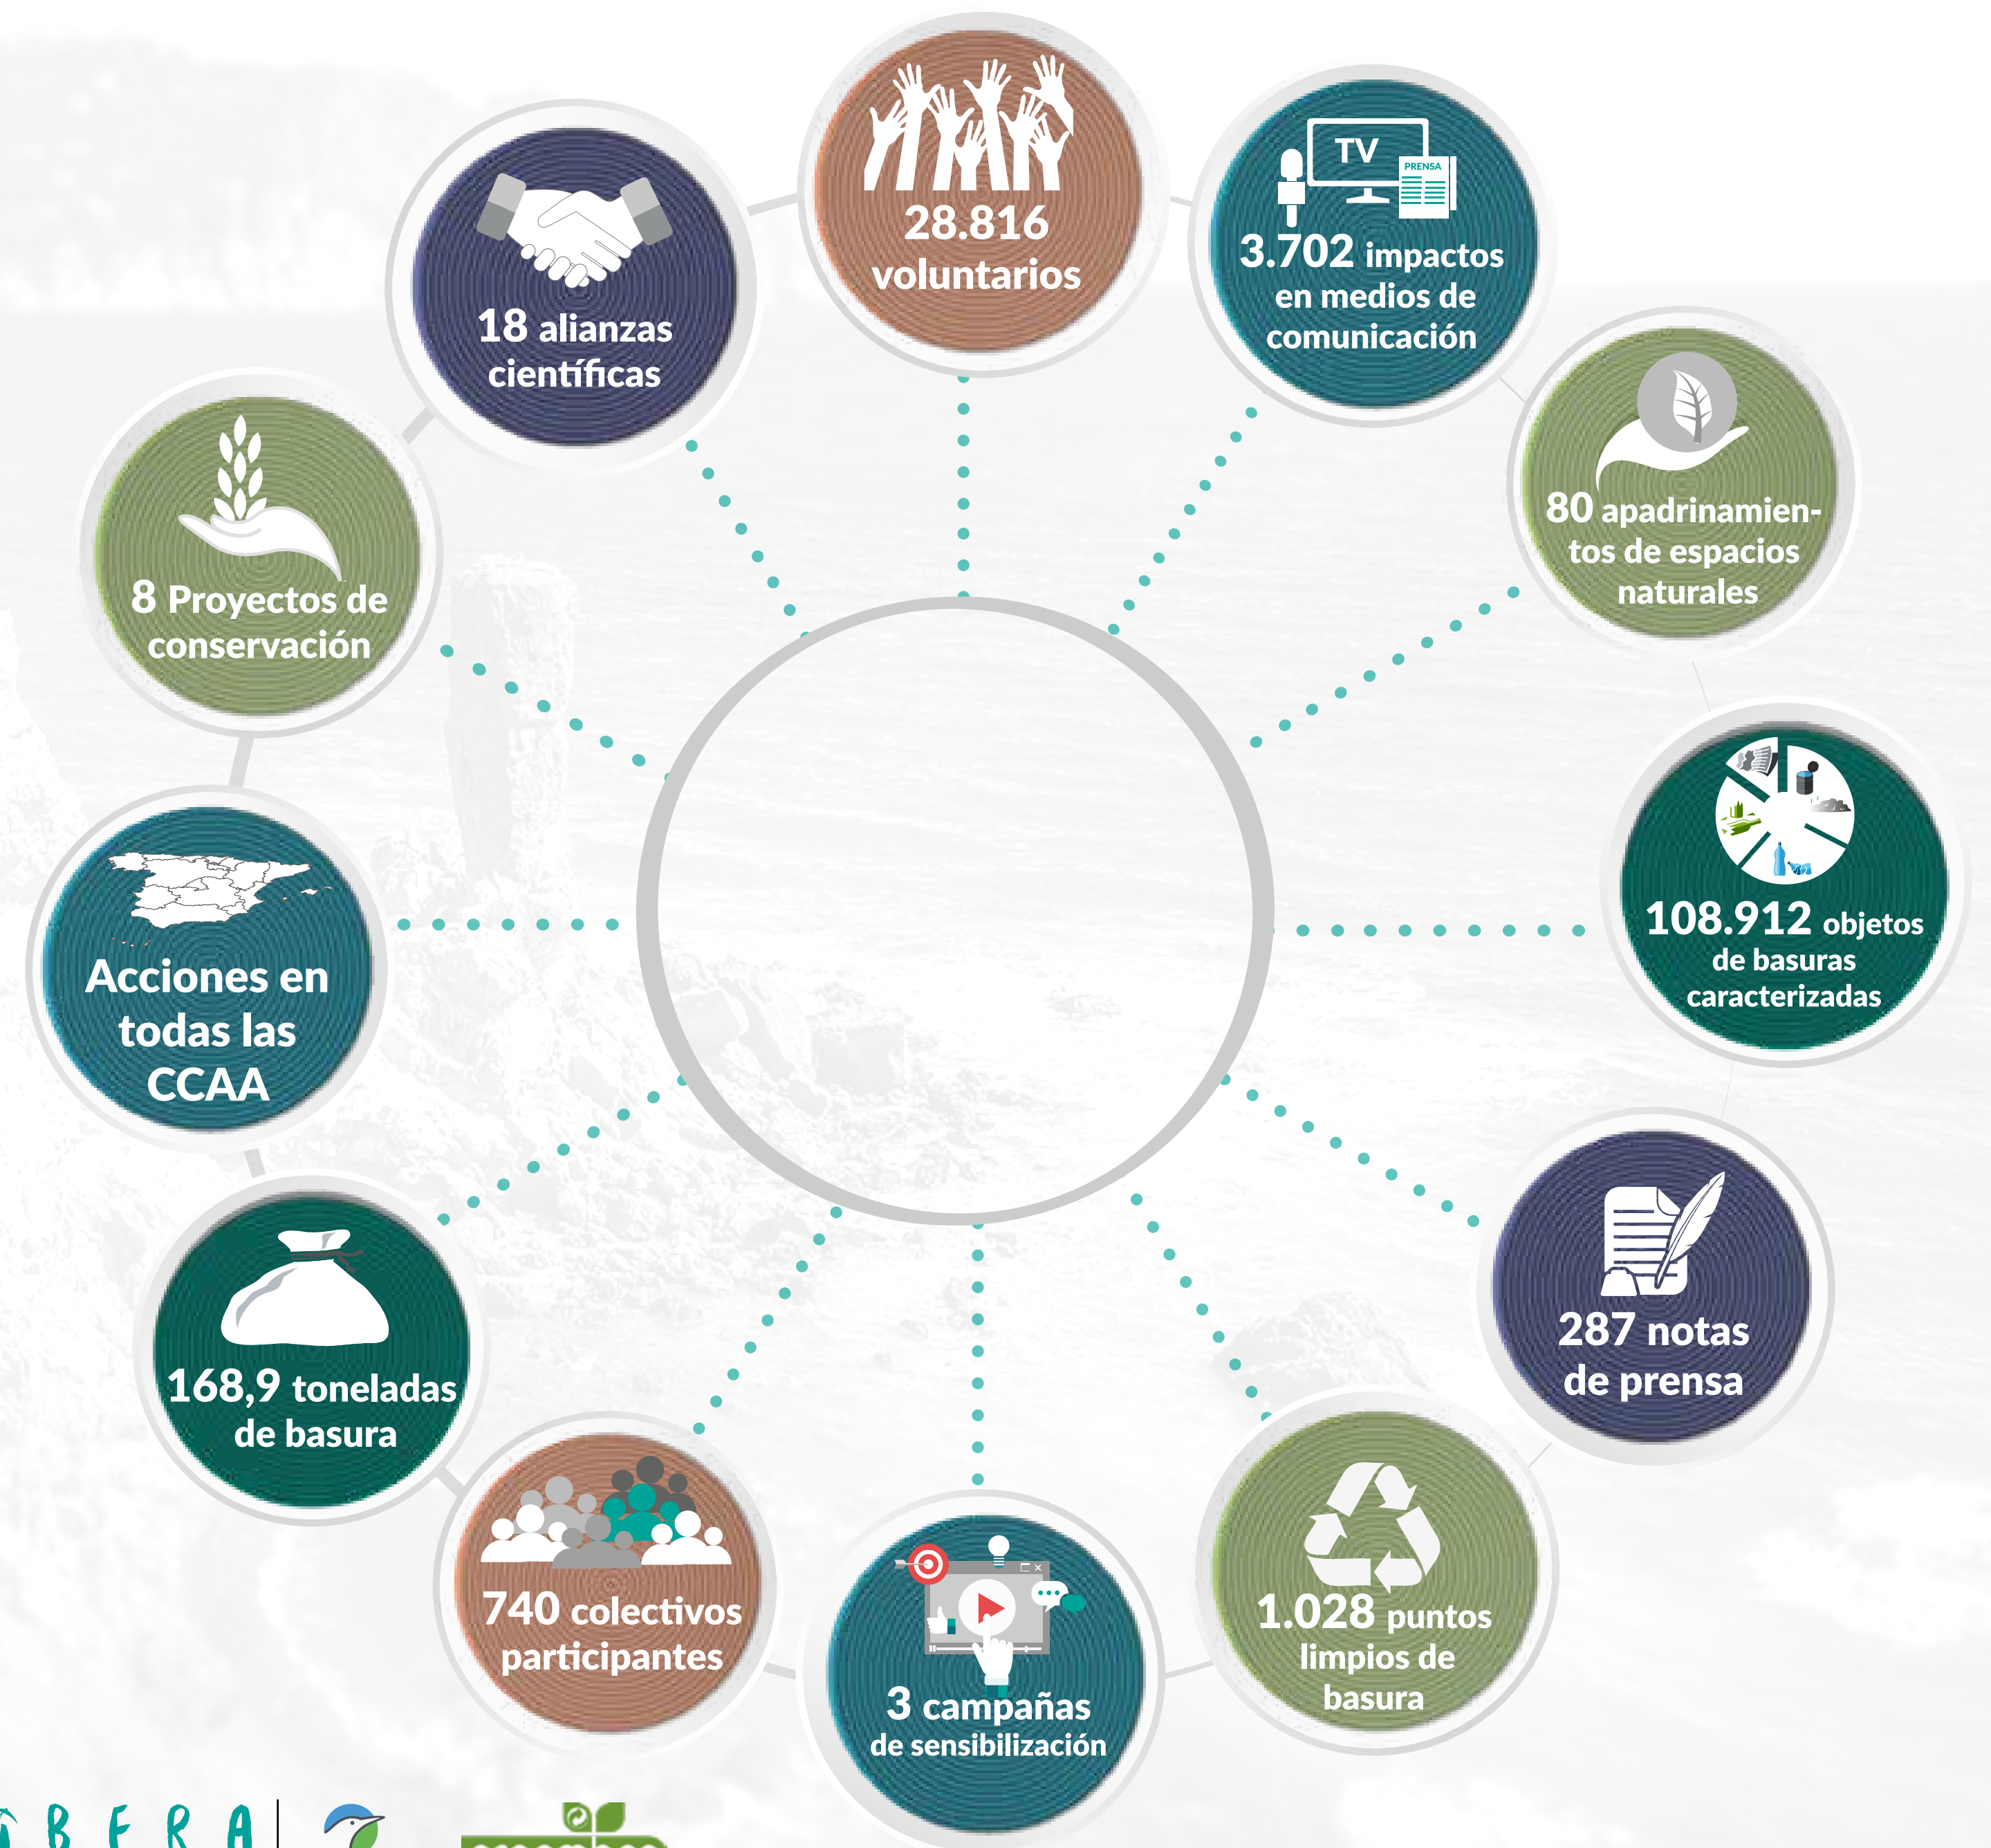 28.816
voluntarios
TV
PRENSA
3.702 impactos
en medios de
comunicación
80 apadrinamien-
tos de espacios
naturales
108.912 objetos
de basuras
caracterizadas
287 notas
de prensa
1.028 puntos
limpios de
basura
3 campañas
de sensibilización
740 colectivos
participantes
168,9 toneladas
de basura
Acciones en
todas las
CCAA
8 Proyectos de
conservación
18 alianzas
científicas
BERA